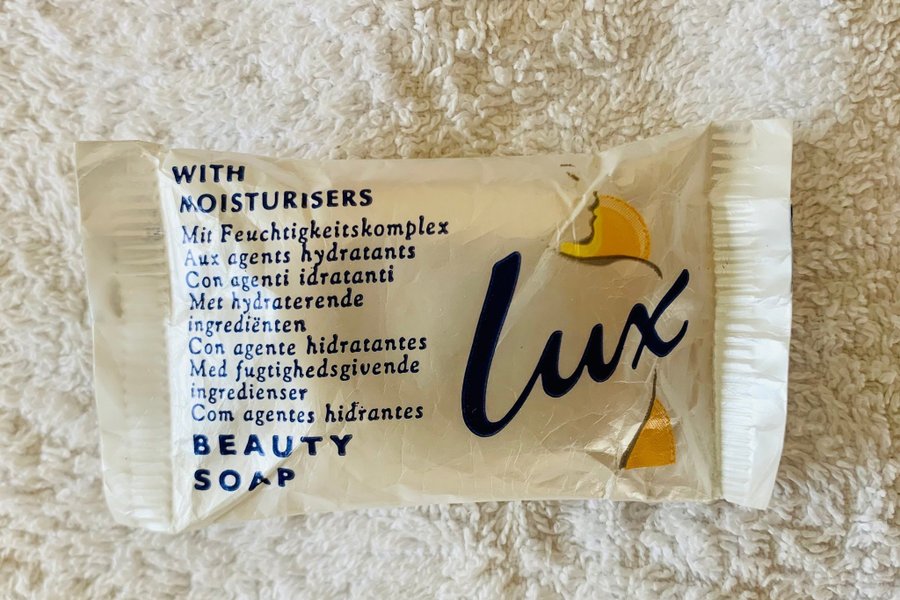 WITH
MOISTURISERS
Mit Feuchtigkeitskomplex
Aux agents hydratants
Con agenti idratanti
Met hydraterende
ingrediënten
Con agente hidratantes
Med fugtighedsgivende
ingredienser
Com agentes hidrantes
BEAUTY
SOAP
Lux